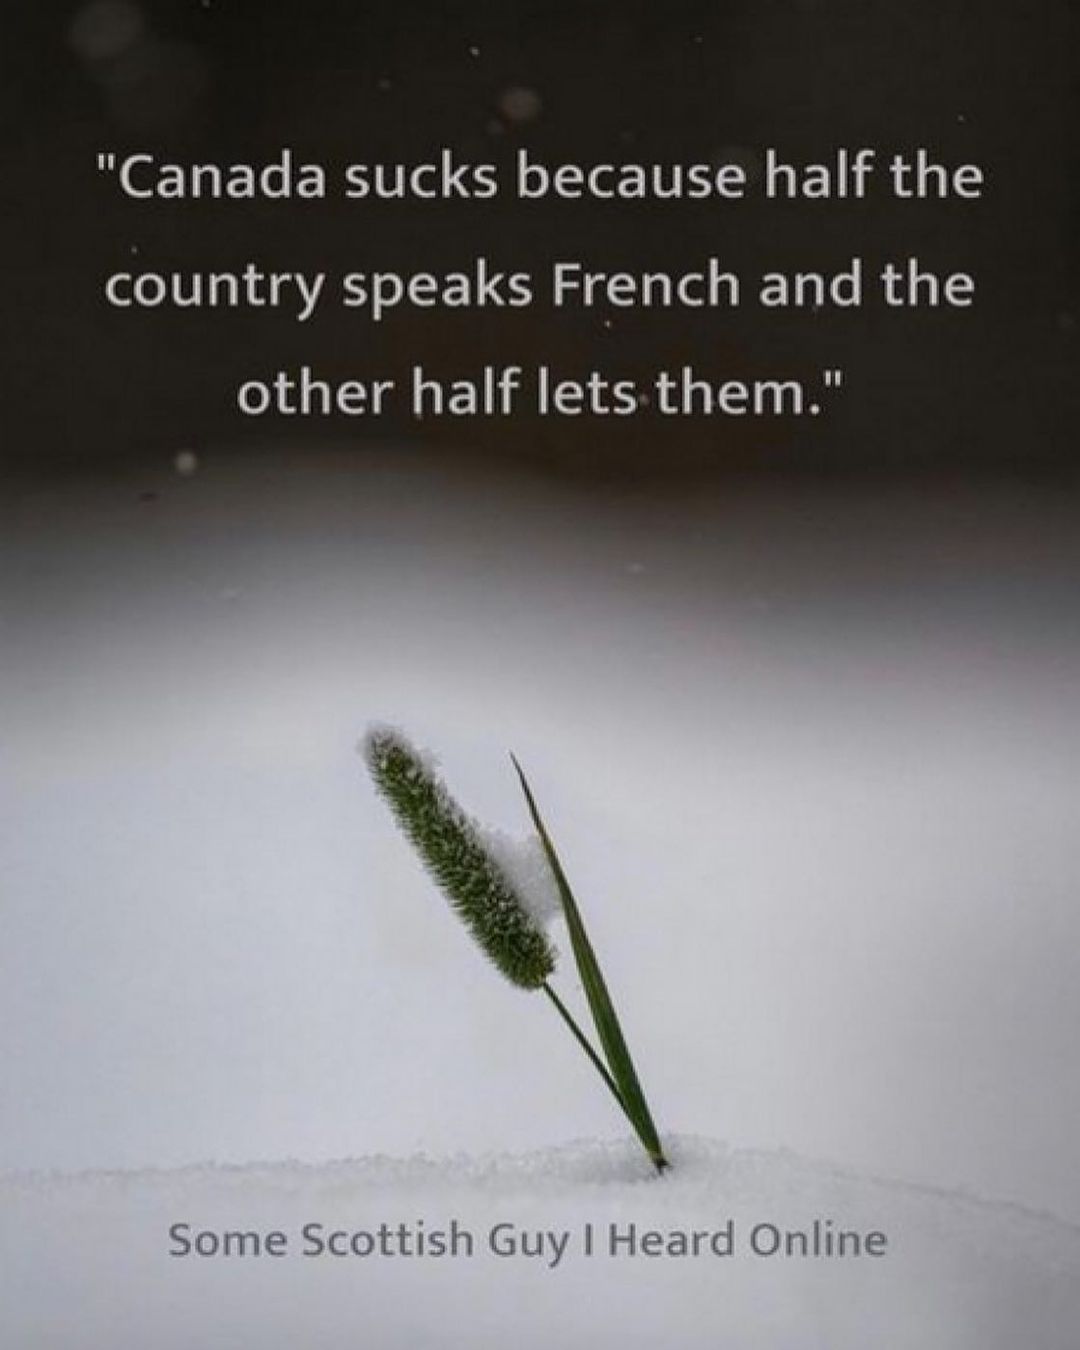 "Canada sucks because half the
country speaks French and the
other half lets them."
Some Scottish Guy I Heard Online